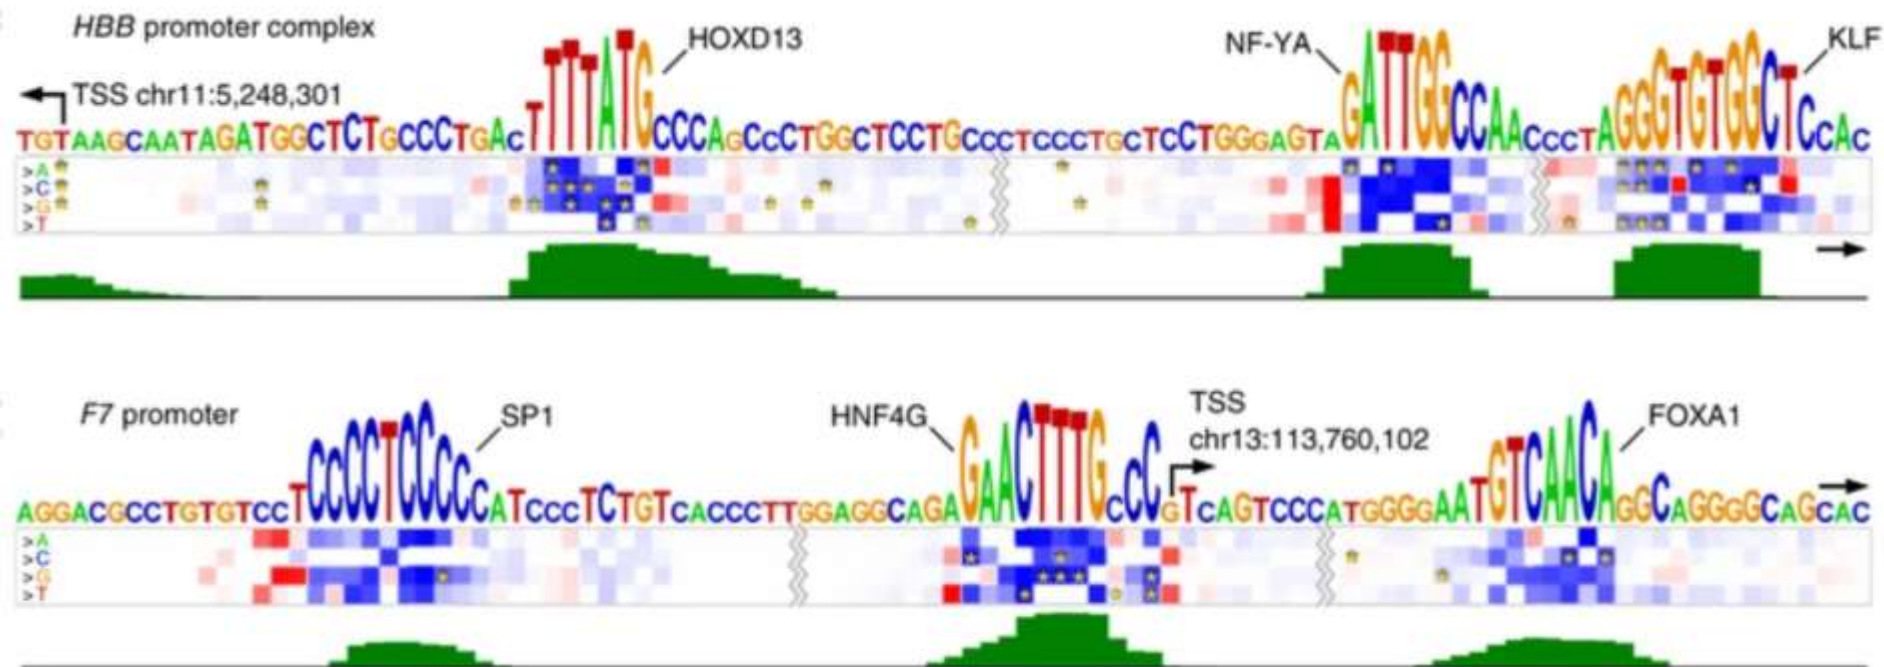 HBB promoter complex
HOXD13
NF-YA
KLF
TSS chr11:5,248,301
TGTAAGCAATAGATGGCTCTGCCCTGACTTTTATGCCCAGCCCTGGCTCCTGCCCTCCCTGCTCCTGGGAGTAGATTGGCCAACCCTAGGGTGTGGCTCCAC
>A
>C
>G
>T
F7 promoter
SP1
HNF4G
TSS
chr13:113,760,102
FOXA1
AGGACGCCTGTGTCCTCCCCTCCCCCATCCCTCTGTCACCCTTGGAGGCAGAGAACTTTGCCCGTCAGTCCCATGGGGAATGTCAACAGGCAGGGGCAGCAC
>A
>C
>G
>T